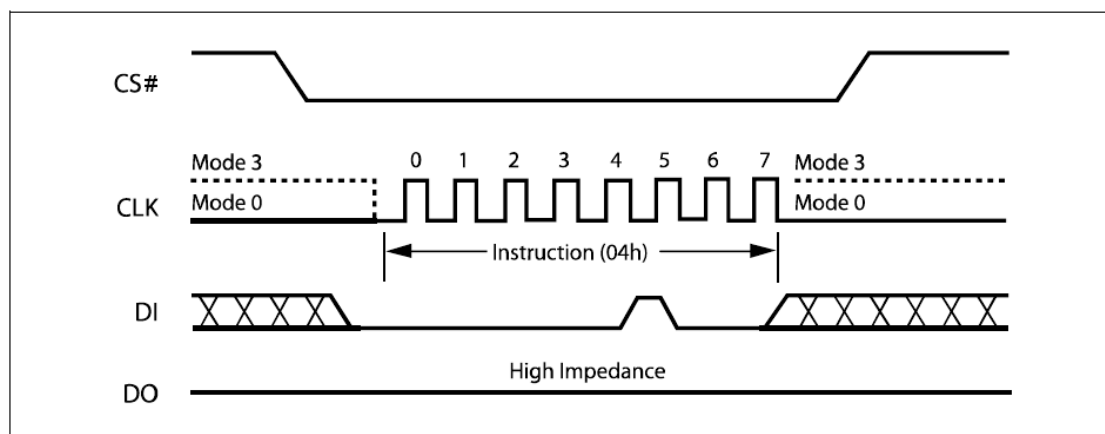 CS#
Mode 3
0 1 2 3 4 5 6 7
Mode 3
CLK
Mode 0
Mode 0
Instruction (04h)
DI
High Impedance
DO